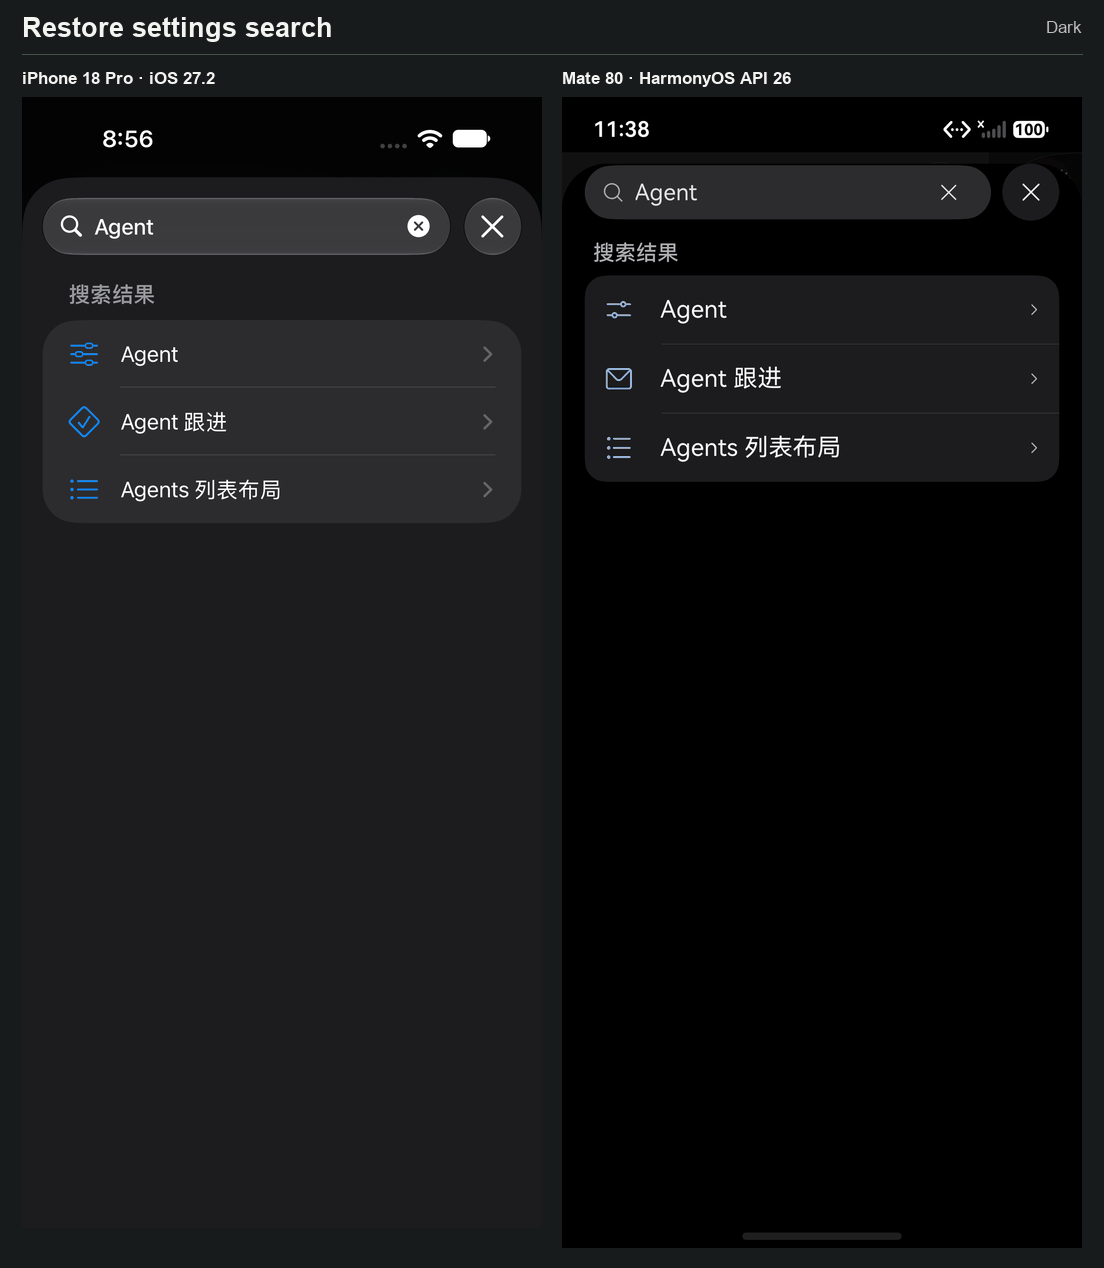 Restore settings search
Dark
iPhone 18 Pro · iOS 27.2
8:56
Agent
搜索结果
Agent
Agent 跟进
Agents 列表布局
Mate 80 · HarmonyOS API 26
11:38
100
Agent
搜索结果
Agent
Agent 跟进
Agents 列表布局